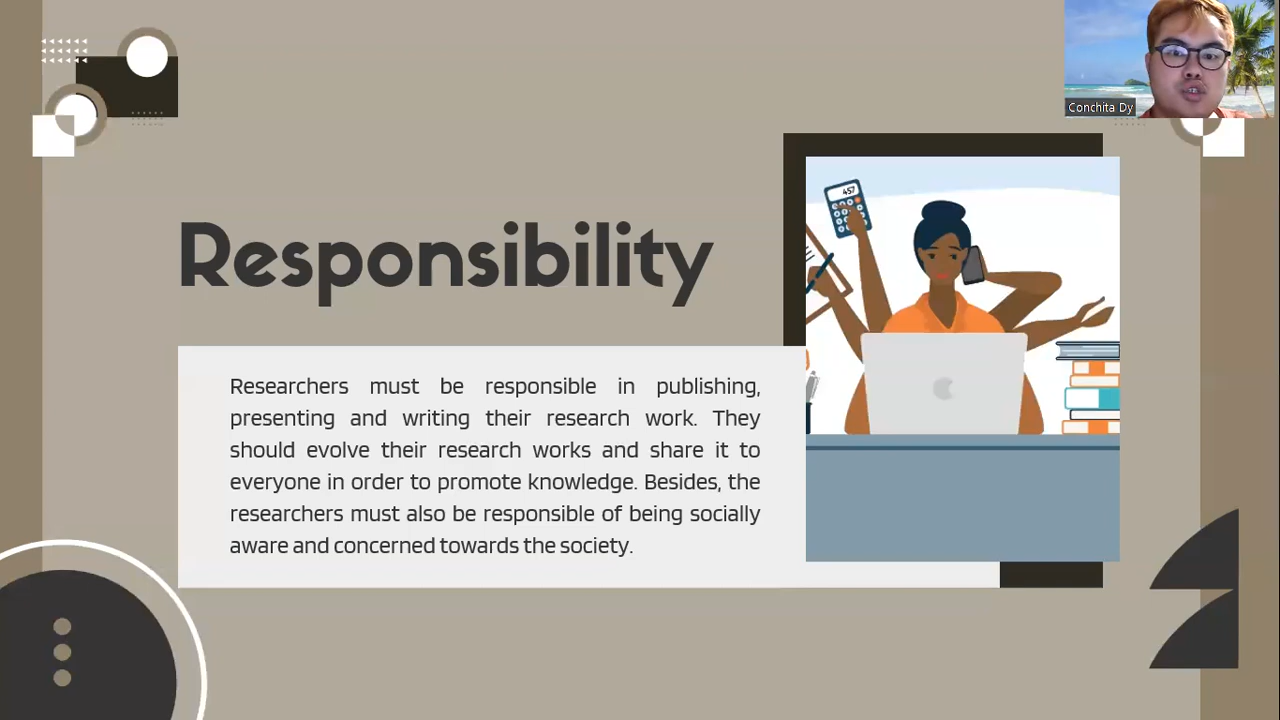 Conchita Dy
457
Responsibility
Researchers must be responsible in publishing,
presenting and writing their research work. They
should evolve their research works and share it to
everyone in order to promote knowledge. Besides, the
researchers must also be responsible of being socially
aware and concerned towards the society.